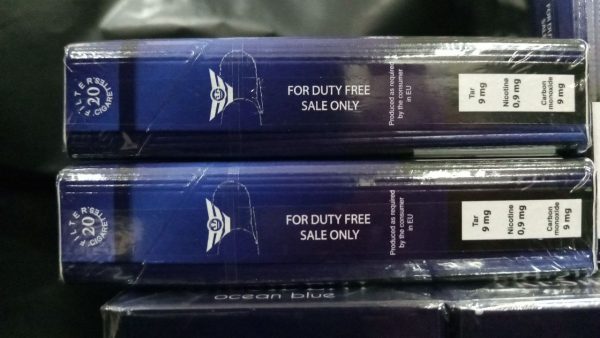 FILTER'S
20
CIGARETTES
FOR DUTY FREE
SALE ONLY
Produced as required
by the consumer
in EU
Tar
9 mg
Nicotine
0,9 mg
Carbon
monoxide
9 mg
FILTER'S
20
CIGARETTES
FOR DUTY FREE
SALE ONLY
Produced as required
by the consumer
in EU
Tar
9 mg
Nicotine
0,9 mg
Carbon
monoxide
9 mg
ocean blue